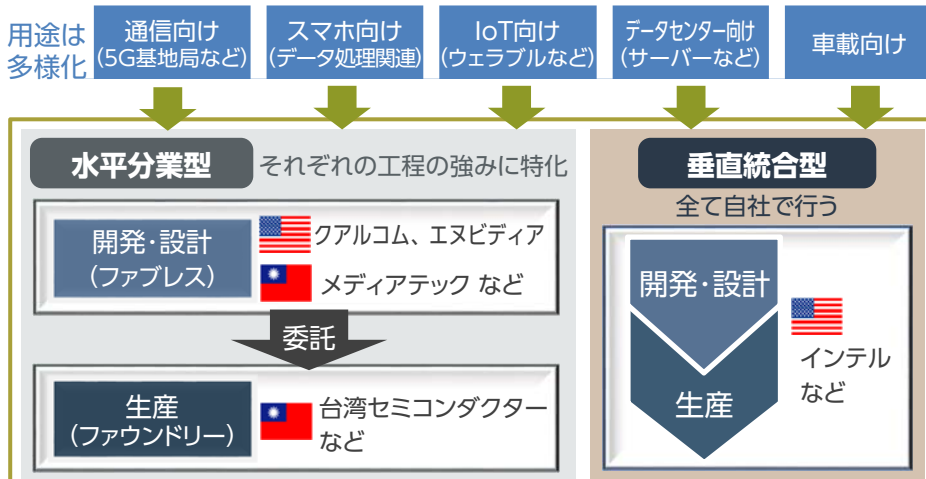 用途は
多様化
通信向け
(5G基地局など)
スマホ向け
(データ処理関連)
IoT向け
(ウェラブルなど)
データセンター向け
(サーバーなど)
車載向け
水平分業型
それぞれの工程の強みに特化
開発・設計
(ファブレス)
クアルコム、エヌビディア
メディアテック など
委託
生産
(ファウンドリー)
台湾セミコンダクター
など
垂直統合型
全て自社で行う
開発・設計
生産
インテル
など